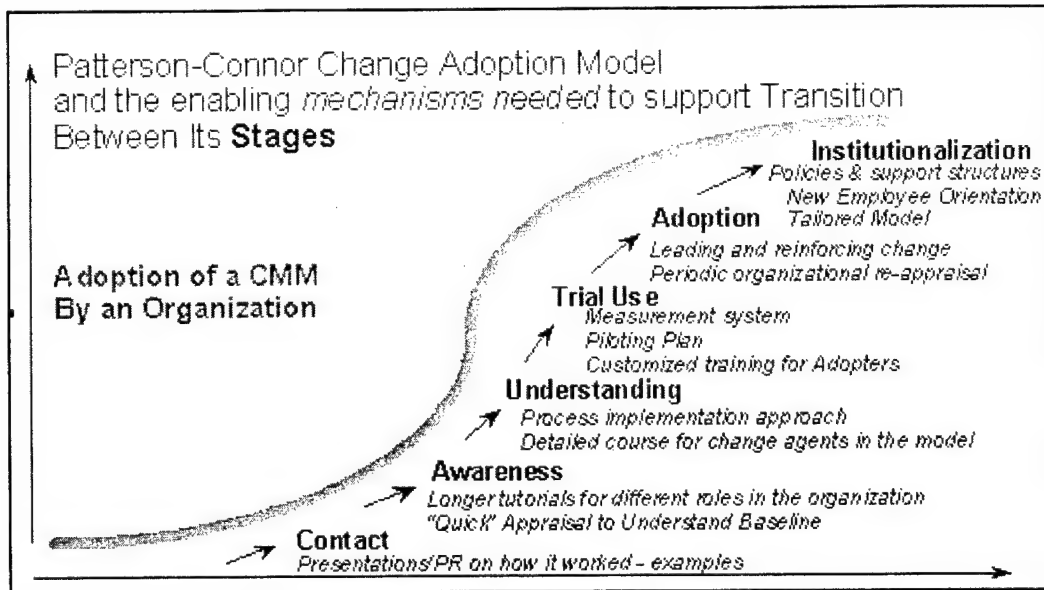 Patterson-Connor Change Adoption Model
and the enabling mechanisms needed to support Transition
Between Its Stages
Institutionalization
Policies & support structures
New Employee Orientation
Tailored Model
Adoption
Leading and reinforcing change
Periodic organizational re-appraisal
Adoption of a CMM
By an Organization
Trial Use
Measurement system
Piloting Plan
Customized training for Adopters
Understanding
Process implementation approach
Detailed course for change agents in the model
Awareness
Longer tutorials for different roles in the organization
"Quick" Appraisal to Understand Baseline
Contact
Presentations/PR on how it worked - examples